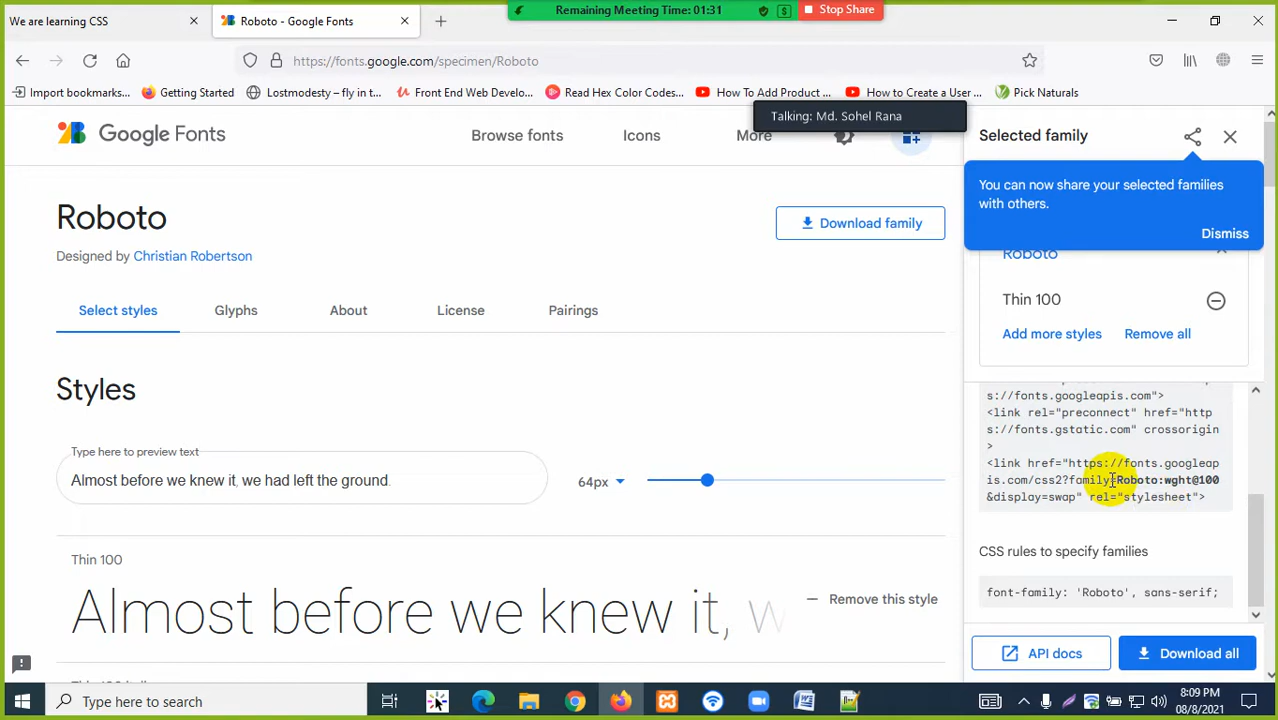 Remaining Meeting Time: 01:31
Stop Share
We are learning CSS
Roboto - Google Fonts
https://fonts.google.com/specimen/Roboto
Import bookmarks...
Getting Started
Lostmodesty – fly in t...
Front End Web Develo...
Read Hex Color Codes...
How To Add Product ...
How to Create a User ...
Pick Naturals
Talking: Md. Sohel Rana
Google Fonts
Browse fonts
Icons
More
Selected family
You can now share your selected families
with others.
Dismiss
Roboto
Designed by Christian Robertson
Download family
Roboto
Thin 100
Add more styles
Remove all
Select styles
Glyphs
About
License
Pairings
s://fonts.googleapis.com">
<link rel="preconnect" href="http
s://fonts.gstatic.com" crossorigin
>
<link href="https://fonts.googleap
is.com/css2?family=Roboto:wght@100
&display=swap" rel="stylesheet">
Styles
Type here to preview text
Almost before we knew it, we had left the ground.
64px
CSS rules to specify families
font-family: 'Roboto', sans-serif;
Thin 100
Almost before we knew it, w
Remove this style
API docs
Download all
Type here to search
8:09 PM
08/8/2021